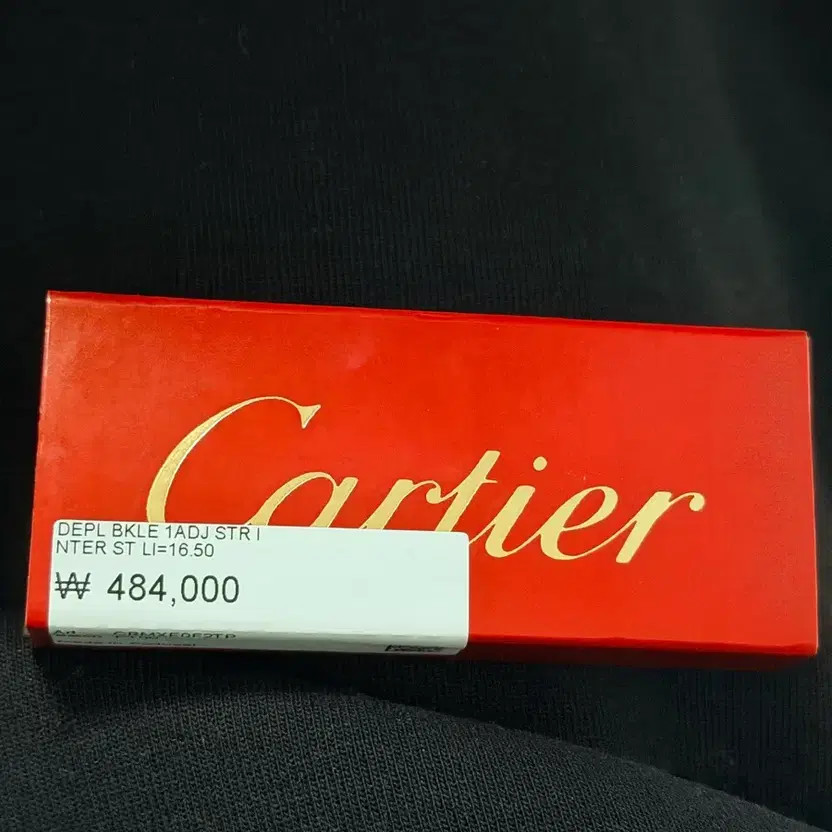 Cartier
DEPL BKLE 1ADJ STR I
NTER ST LI=16.50
₩ 484,000